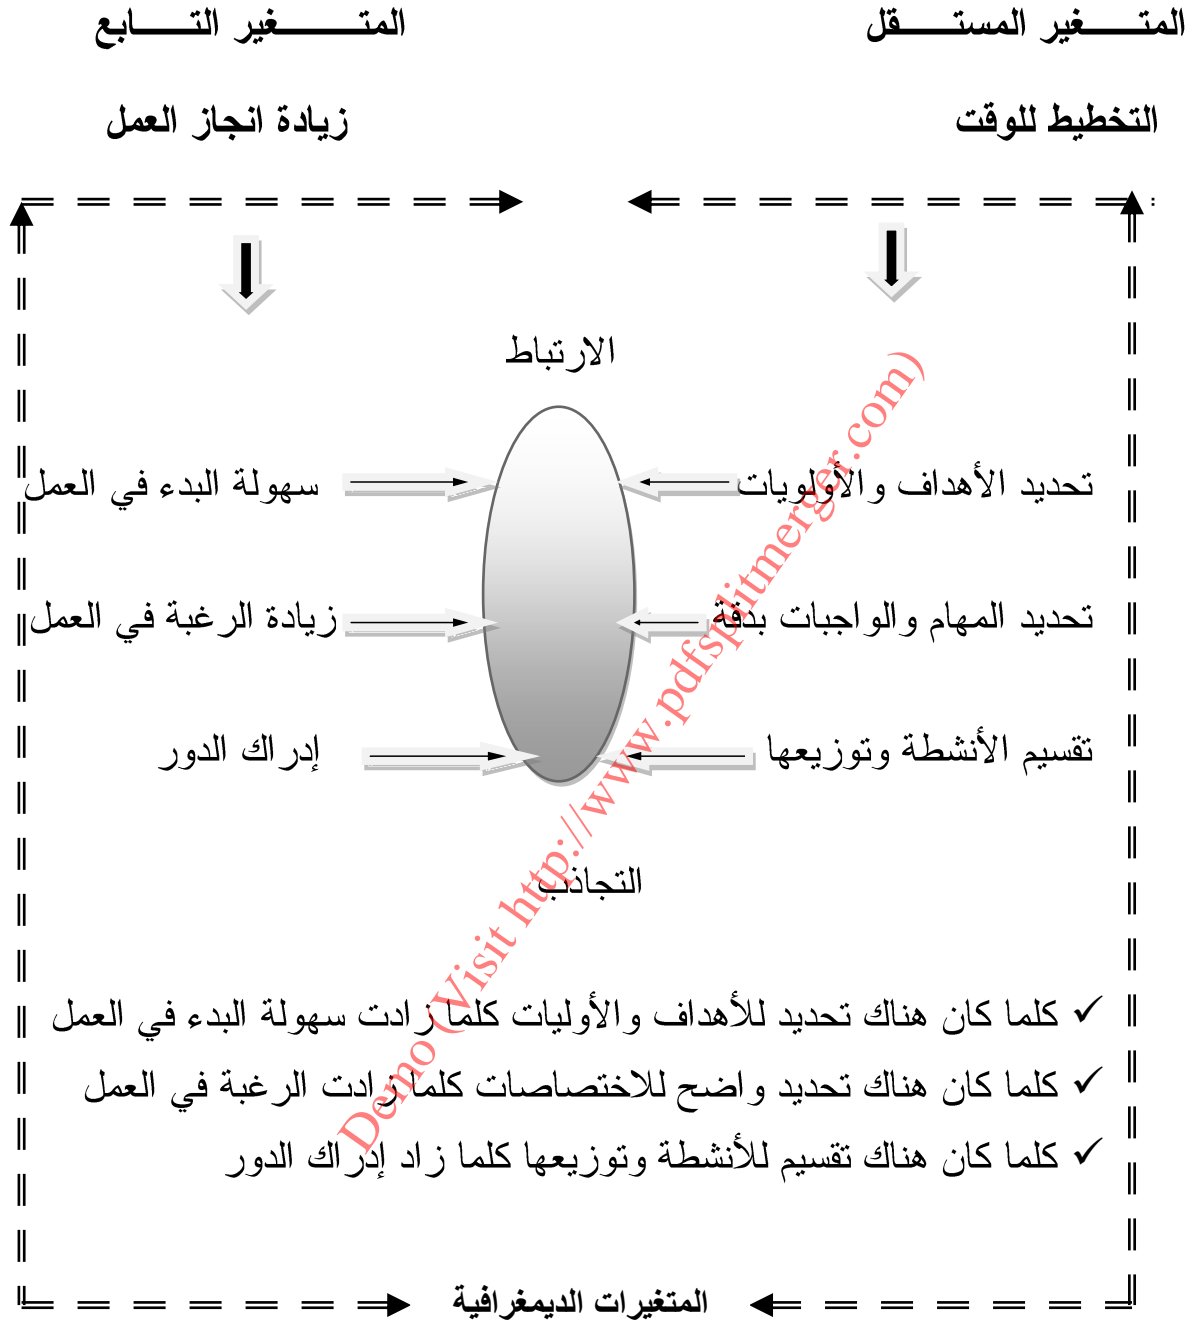 المتغير المستقل
المتغير التابع
التخطيط للوقت
زيادة انجاز العمل
الارتباط
تحديد الأهداف والأولويات
سهولة البدء في العمل
تحديد المهام والواجبات بدقة
زيادة الرغبة في العمل
تقسيم الأنشطة وتوزيعها
إدراك الدور
التجاذب
✓ كلما كان هناك تحديد للأهداف والأوليات كلما زادت سهولة البدء في العمل
✓ كلما كان هناك تحديد واضح للاختصاصات كلما زادت الرغبة في العمل
✓ كلما كان هناك تقسيم للأنشطة وتوزيعها كلما زاد إدراك الدور
المتغيرات الديمغرافية
Demo (Visit http://www.pdfsplitmerger.com)